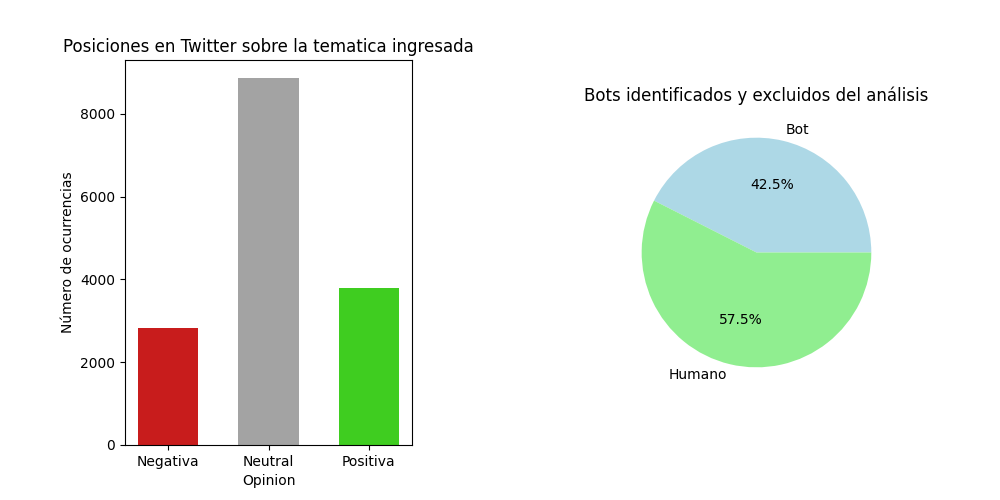 Posiciones en Twitter sobre la tematica ingresada
Número de ocurrencias
8000
6000
4000
2000
0
Negativa
Neutral
Positiva
Opinion
Bots identificados y excluidos del análisis
Bot
42.5%
57.5%
Humano